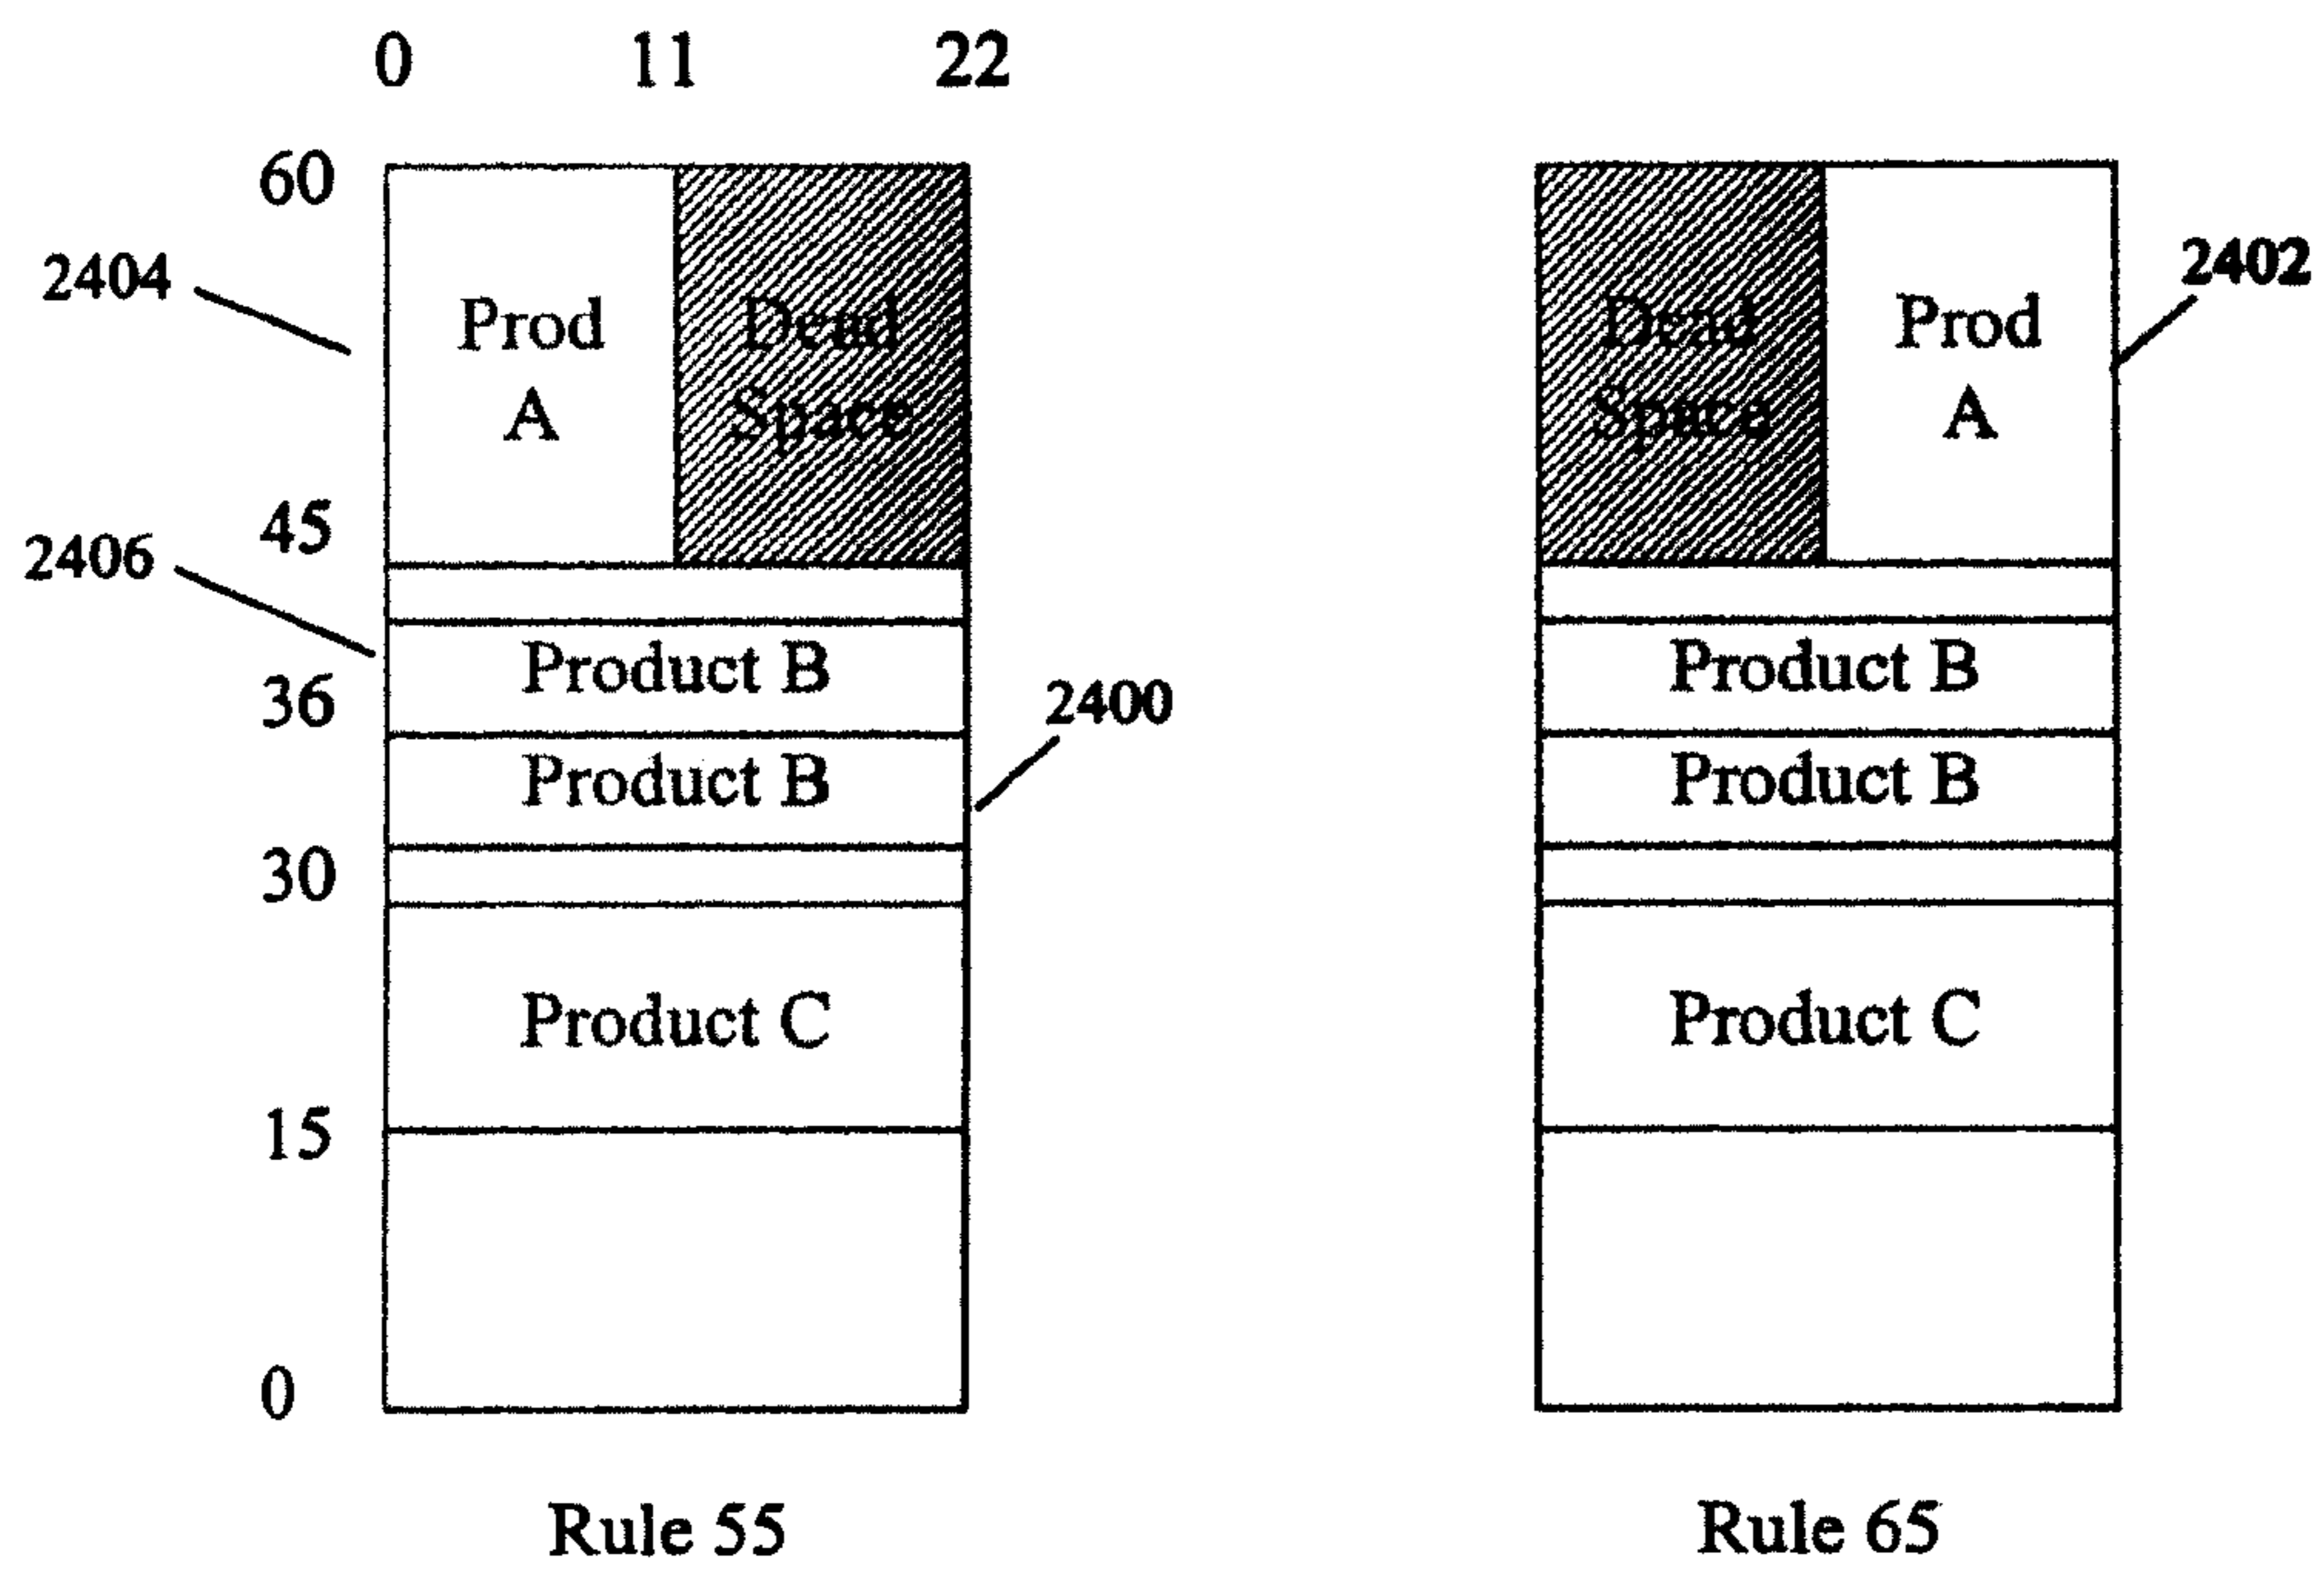 0 11 22
60
2404
Prod
A
Dead
Space
Dead
Space
Prod
A
2402
45
2406
Product B
Product B
36
2400
Product B
Product B
30
Product C
Product C
15
0
Rule 55
Rule 65